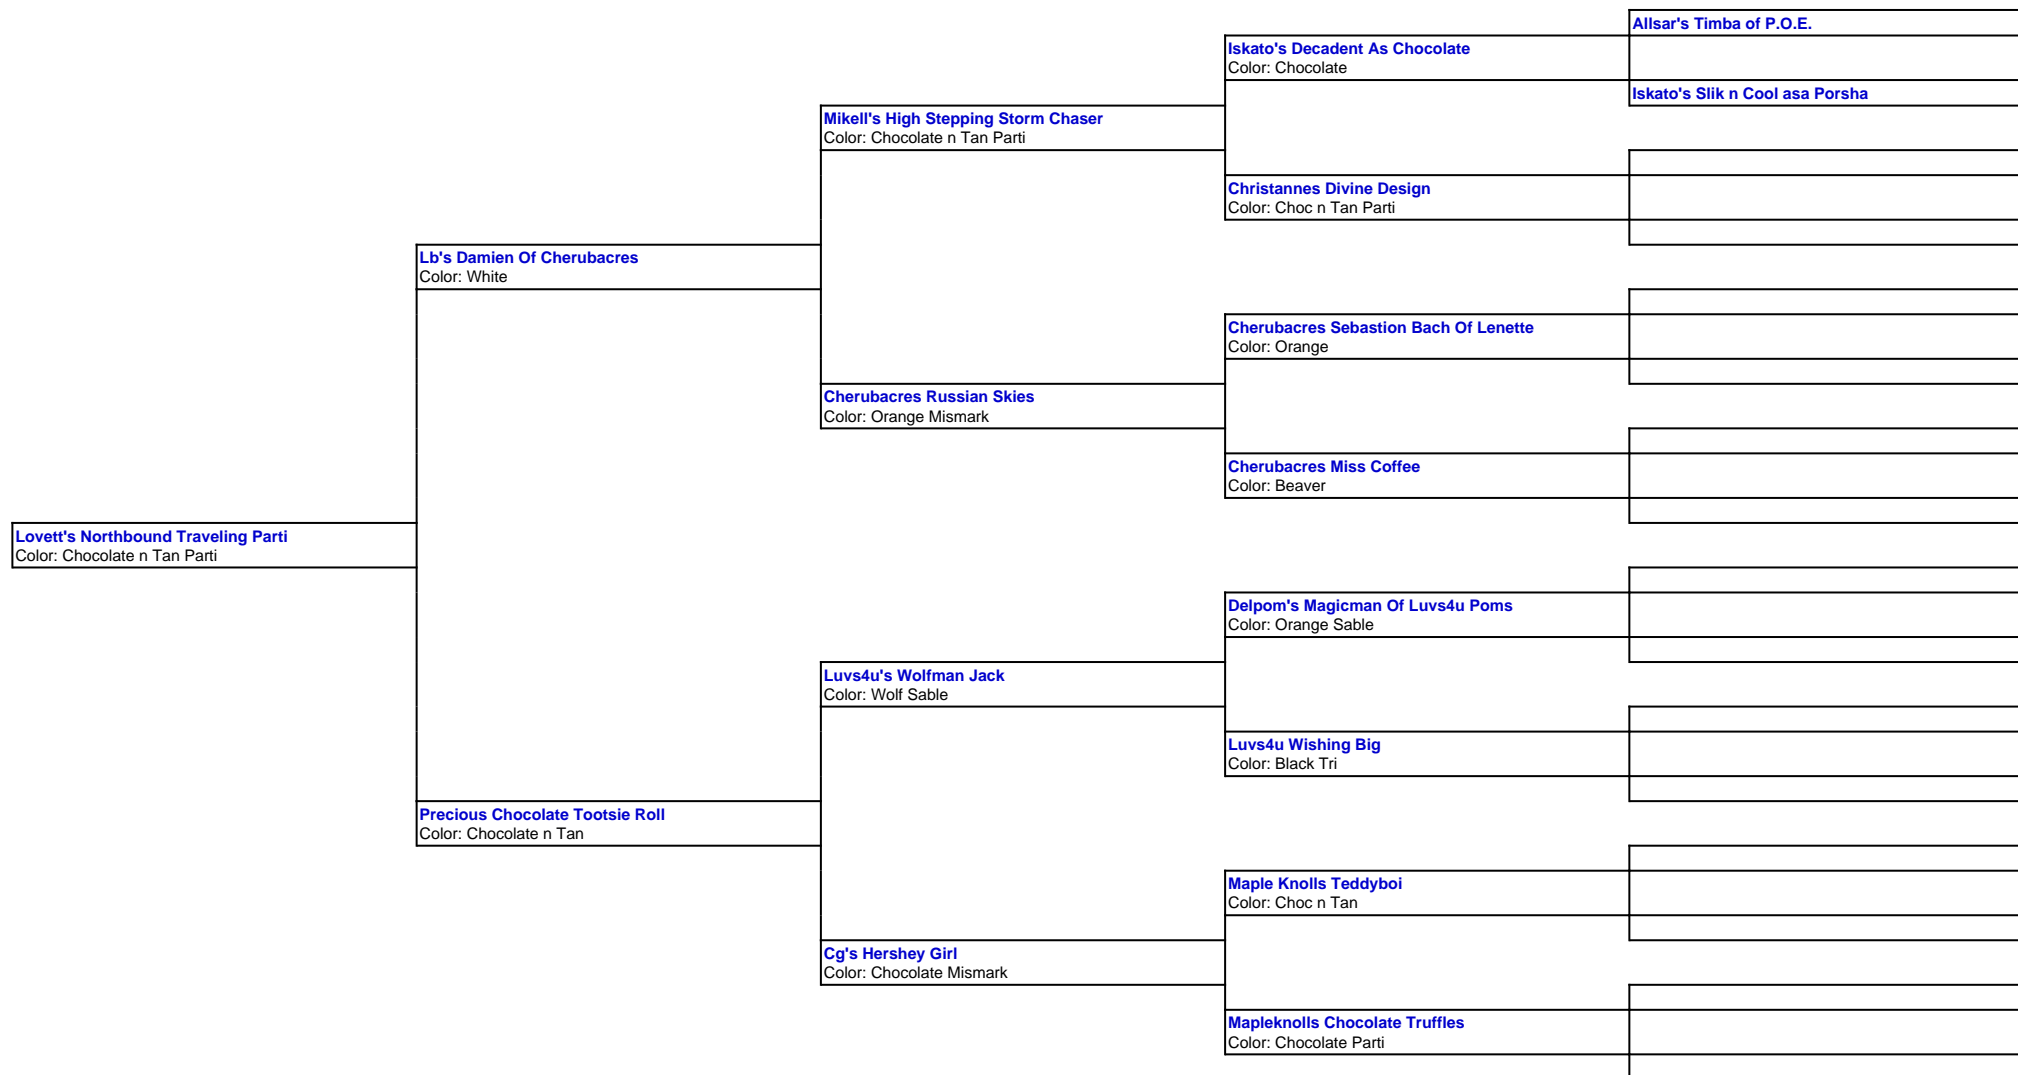 Allsar's Timba of P.O.E.
Iskato's Decadent As Chocolate
Color: Chocolate
Iskato's Slik n Cool asa Porsha
Mikell's High Stepping Storm Chaser
Color: Chocolate n Tan Parti
Christannes Divine Design
Color: Choc n Tan Parti
Lb's Damien Of Cherubacres
Color: White
Cherubacres Sebastion Bach Of Lenette
Color: Orange
Cherubacres Russian Skies
Color: Orange Mismark
Cherubacres Miss Coffee
Color: Beaver
Lovett's Northbound Traveling Parti
Color: Chocolate n Tan Parti
Delpom's Magicman Of Luvs4u Poms
Color: Orange Sable
Luvs4u's Wolfman Jack
Color: Wolf Sable
Luvs4u Wishing Big
Color: Black Tri
Precious Chocolate Tootsie Roll
Color: Chocolate n Tan
Maple Knolls Teddyboi
Color: Choc n Tan
Cg's Hershey Girl
Color: Chocolate Mismark
Mapleknolls Chocolate Truffles
Color: Chocolate Parti